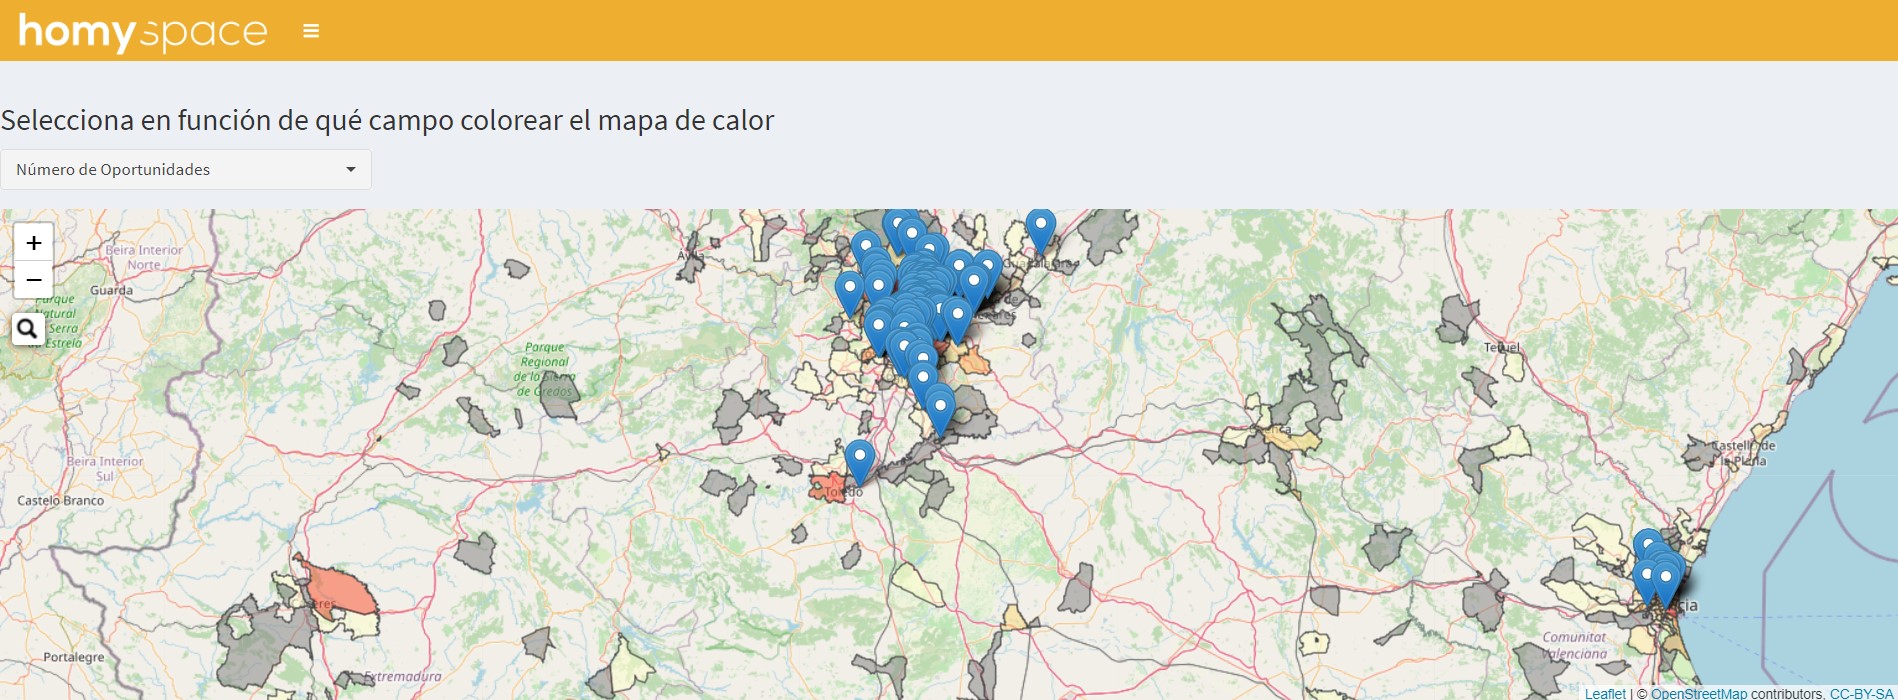 homyspace
Selecciona en función de qué campo colorear el mapa de calor
Número de Oportunidades
+
−
Beira Interior
Norte
Guarda
Parque
Natural
Serra
Estrela
Parque
Regional
de la Sierra
de Gredos
Beira Interior
Sul
Castelo Branco
Portalegre
Extremadura
Toledo
Cuenca
Teruel
Castelló de
la Plana
Comunitat
Valenciana
Leaflet | © OpenStreetMap contributors, CC-BY-SA